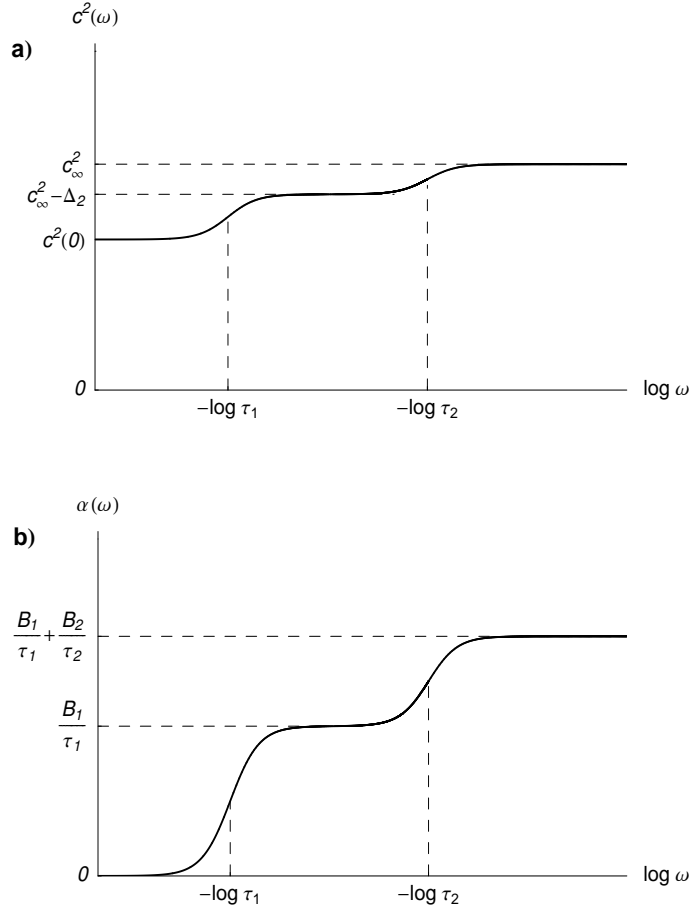 c²(ω)
a)
c²∞
c²∞−Δ₂
c²(0)
0
log ω
−log τ₁
−log τ₂
α(ω)
b)
B₁/τ₁ + B₂/τ₂
B₁/τ₁
0
log ω
−log τ₁
−log τ₂